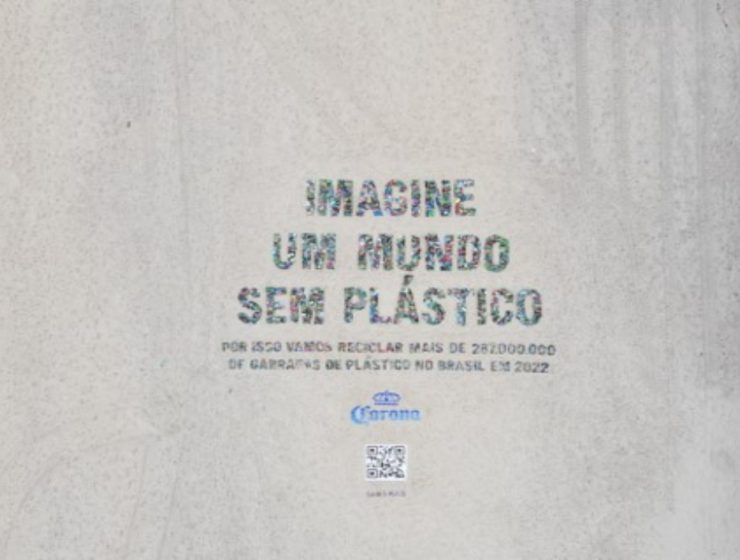 IMAGINE
UM MUNDO
SEM PLÁSTICO
POR ISSO VAMOS RECICLAR MAIS DE 287.000.000
DE GARRAFAS DE PLÁSTICO NO BRASIL EM 2022
Corona